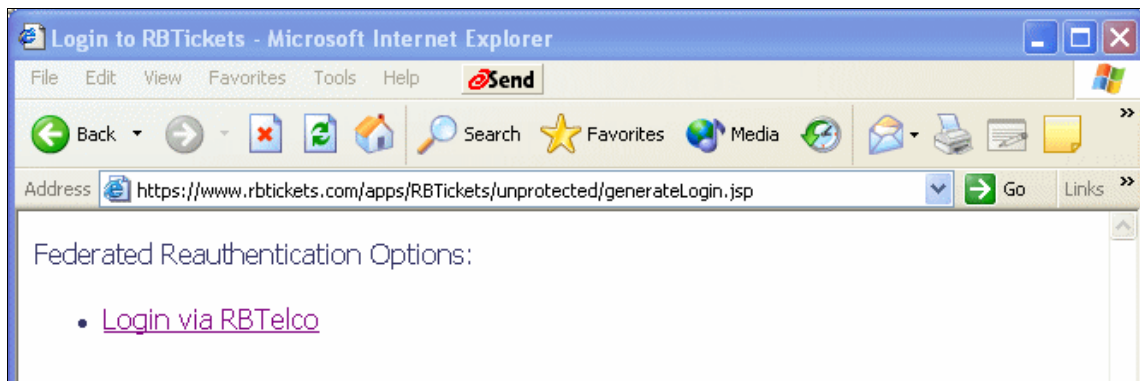 Login to RBTickets - Microsoft Internet Explorer
File Edit View Favorites Tools Help eSend
Back Search Favorites Media »
Address https://www.rbtickets.com/apps/RBTickets/unprotected/generateLogin.jsp Go Links »
Federated Reauthentication Options:
• Login via RBTelco